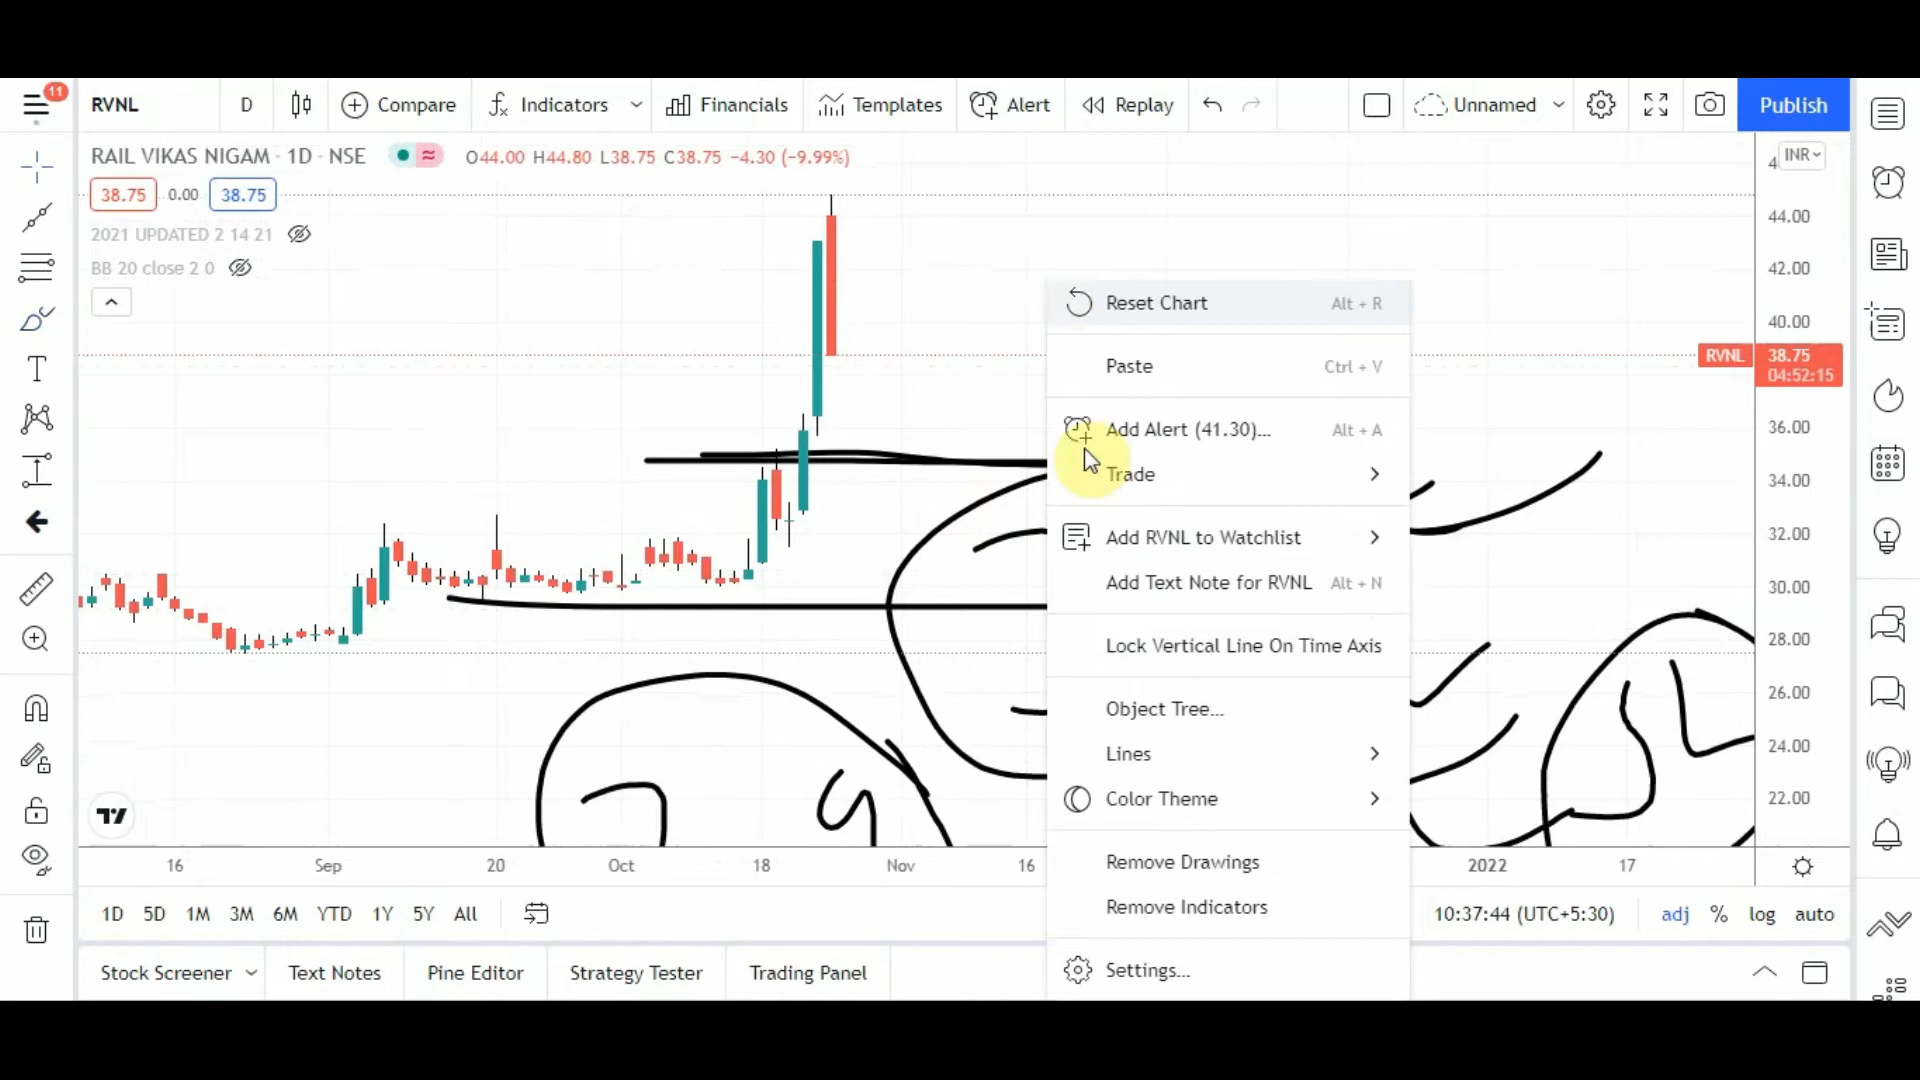 11
RVNL D Compare Indicators Financials Templates Alert Replay Unnamed Publish
RAIL VIKAS NIGAM · 1D · NSE O44.00 H44.80 L38.75 C38.75 −4.30 (−9.99%)
INR
38.75 0.00 38.75
2021 UPDATED 2 14 21
BB 20 close 2 0
44.00
42.00
40.00
RVNL 38.75
04:52:15
36.00
34.00
32.00
30.00
28.00
26.00
24.00
22.00
Reset Chart Alt + R
Paste Ctrl + V
Add Alert (41.30)... Alt + A
Trade
Add RVNL to Watchlist
Add Text Note for RVNL Alt + N
Lock Vertical Line On Time Axis
Object Tree...
Lines
Color Theme
Remove Drawings
Remove Indicators
Settings...
16 Sep 20 Oct 18 Nov 16 2022 17
1D 5D 1M 3M 6M YTD 1Y 5Y All 10:37:44 (UTC+5:30) adj % log auto
Stock Screener Text Notes Pine Editor Strategy Tester Trading Panel